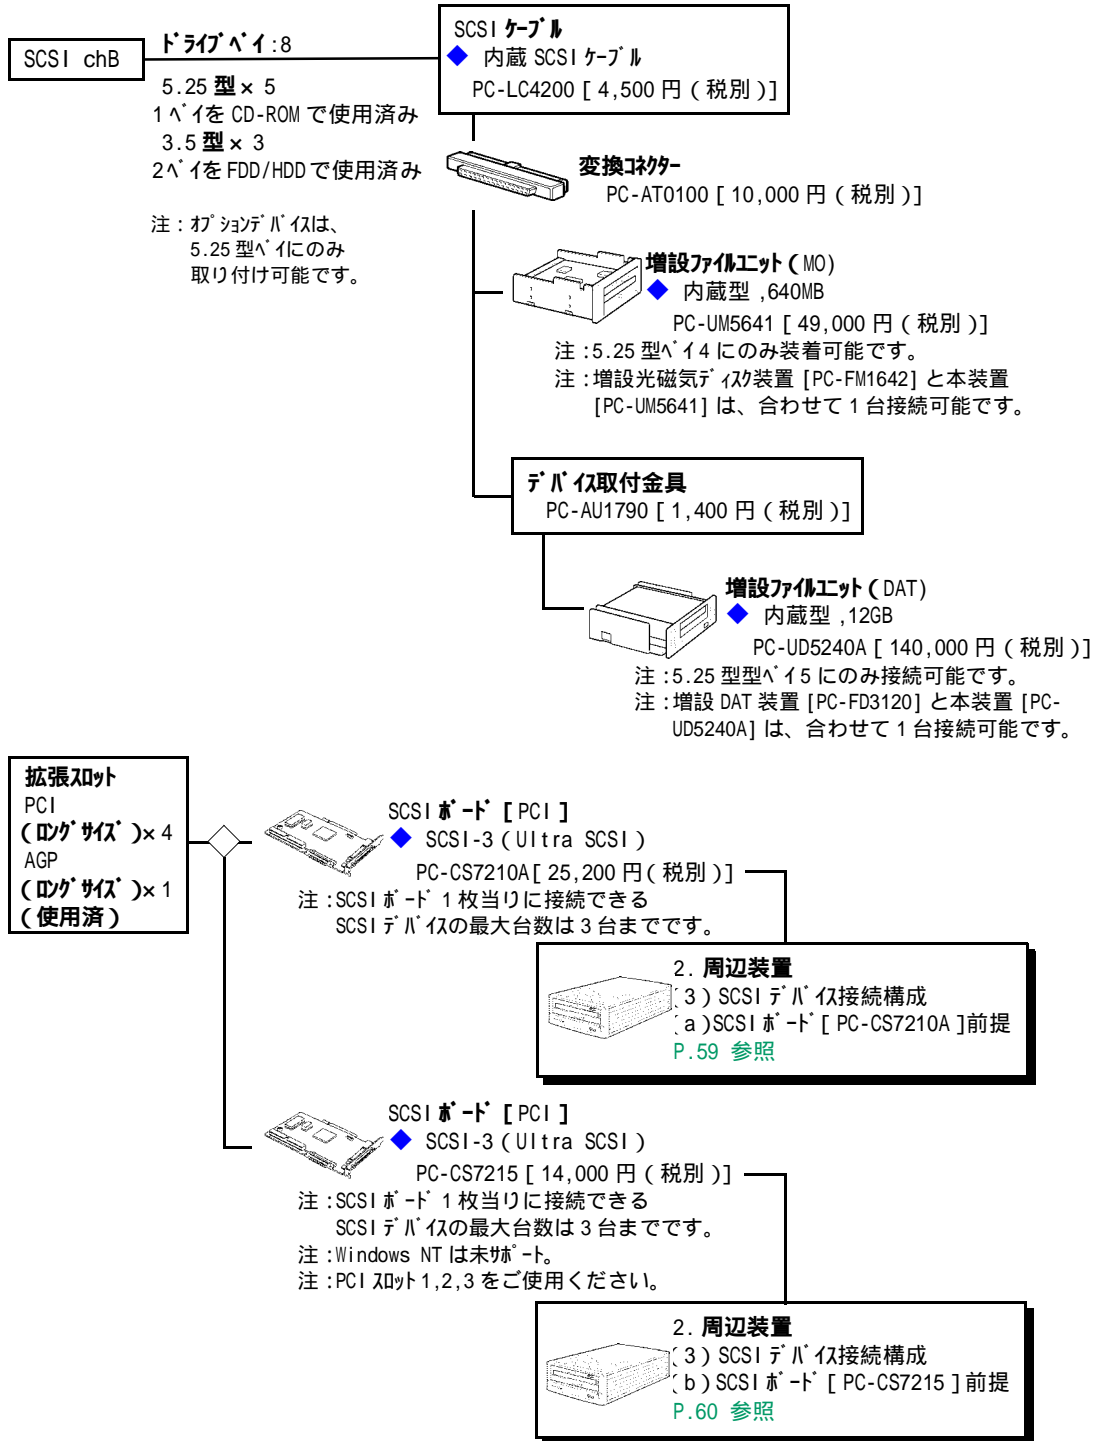 SCSI chB
ﾄﾞﾗｲﾌﾞﾍﾞｲ:8
5.25 型× 5
1ﾍﾞｲを CD-ROM で使用済み
3.5 型× 3
2ﾍﾞｲを FDD/HDD で使用済み
注：ｵﾌﾟｼｮﾝﾃﾞﾊﾞｲｽは、
5.25 型ﾍﾞｲにのみ
取り付け可能です。
SCSI ｹｰﾌﾞﾙ
◆ 内蔵 SCSI ｹｰﾌﾞﾙ
PC-LC4200 [ 4,500 円 ( 税別 )]
変換ｺﾈｸﾀｰ
PC-AT0100 [ 10,000 円 ( 税別 )]
増設ﾌｧｲﾙﾕﾆｯﾄ ( MO)
◆ 内蔵型 ,640MB
PC-UM5641 [ 49,000 円 ( 税別 )]
注 :5.25 型ﾍﾞｲ4 にのみ装着可能です。
注 :増設光磁気ﾃﾞｨｽｸ装置 [PC-FM1642] と本装置
[PC-UM5641] は、合わせて 1 台接続可能です。
ﾃﾞﾊﾞｲｽ取付金具
PC-AU1790 [ 1,400 円 ( 税別 )]
増設ﾌｧｲﾙﾕﾆｯﾄ ( DAT)
◆ 内蔵型 ,12GB
PC-UD5240A [ 140,000 円 ( 税別 )]
注 :5.25 型型ﾍﾞｲ5 にのみ接続可能です。
注 :増設 DAT 装置 [PC-FD3120] と本装置 [PC-
UD5240A] は、合わせて 1 台接続可能です。
拡張ｽﾛｯﾄ
PCI
( ﾛﾝｸﾞｻｲｽﾞ )× 4
AGP
( ﾛﾝｸﾞｻｲｽﾞ )× 1
( 使用済 )
SCSI ﾎﾞｰﾄﾞ [ PCI ]
◆ SCSI-3 ( Ultra SCSI )
PC-CS7210A[ 25,200 円( 税別 )]
注 :SCSI ﾎﾞｰﾄﾞ 1 枚当りに接続できる
SCSI ﾃﾞﾊﾞｲｽの最大台数は 3 台までです。
2. 周辺装置
( 3 ) SCSI ﾃﾞﾊﾞｲｽ接続構成
( a )SCSI ﾎﾞｰﾄﾞ [ PC-CS7210A ]前提
P.59 参照
SCSI ﾎﾞｰﾄﾞ [ PCI ]
◆ SCSI-3 ( Ultra SCSI )
PC-CS7215 [ 14,000 円 ( 税別 )]
注 :SCSI ﾎﾞｰﾄﾞ 1 枚当りに接続できる
SCSI ﾃﾞﾊﾞｲｽの最大台数は 3 台までです。
注 :Windows NT は未ｻﾎﾟｰﾄ。
注 :PCI ｽﾛｯﾄ 1,2,3 をご使用ください。
2. 周辺装置
( 3 ) SCSI ﾃﾞﾊﾞｲｽ接続構成
( b ) SCSI ﾎﾞｰﾄﾞ [ PC-CS7215 ] 前提
P.60 参照